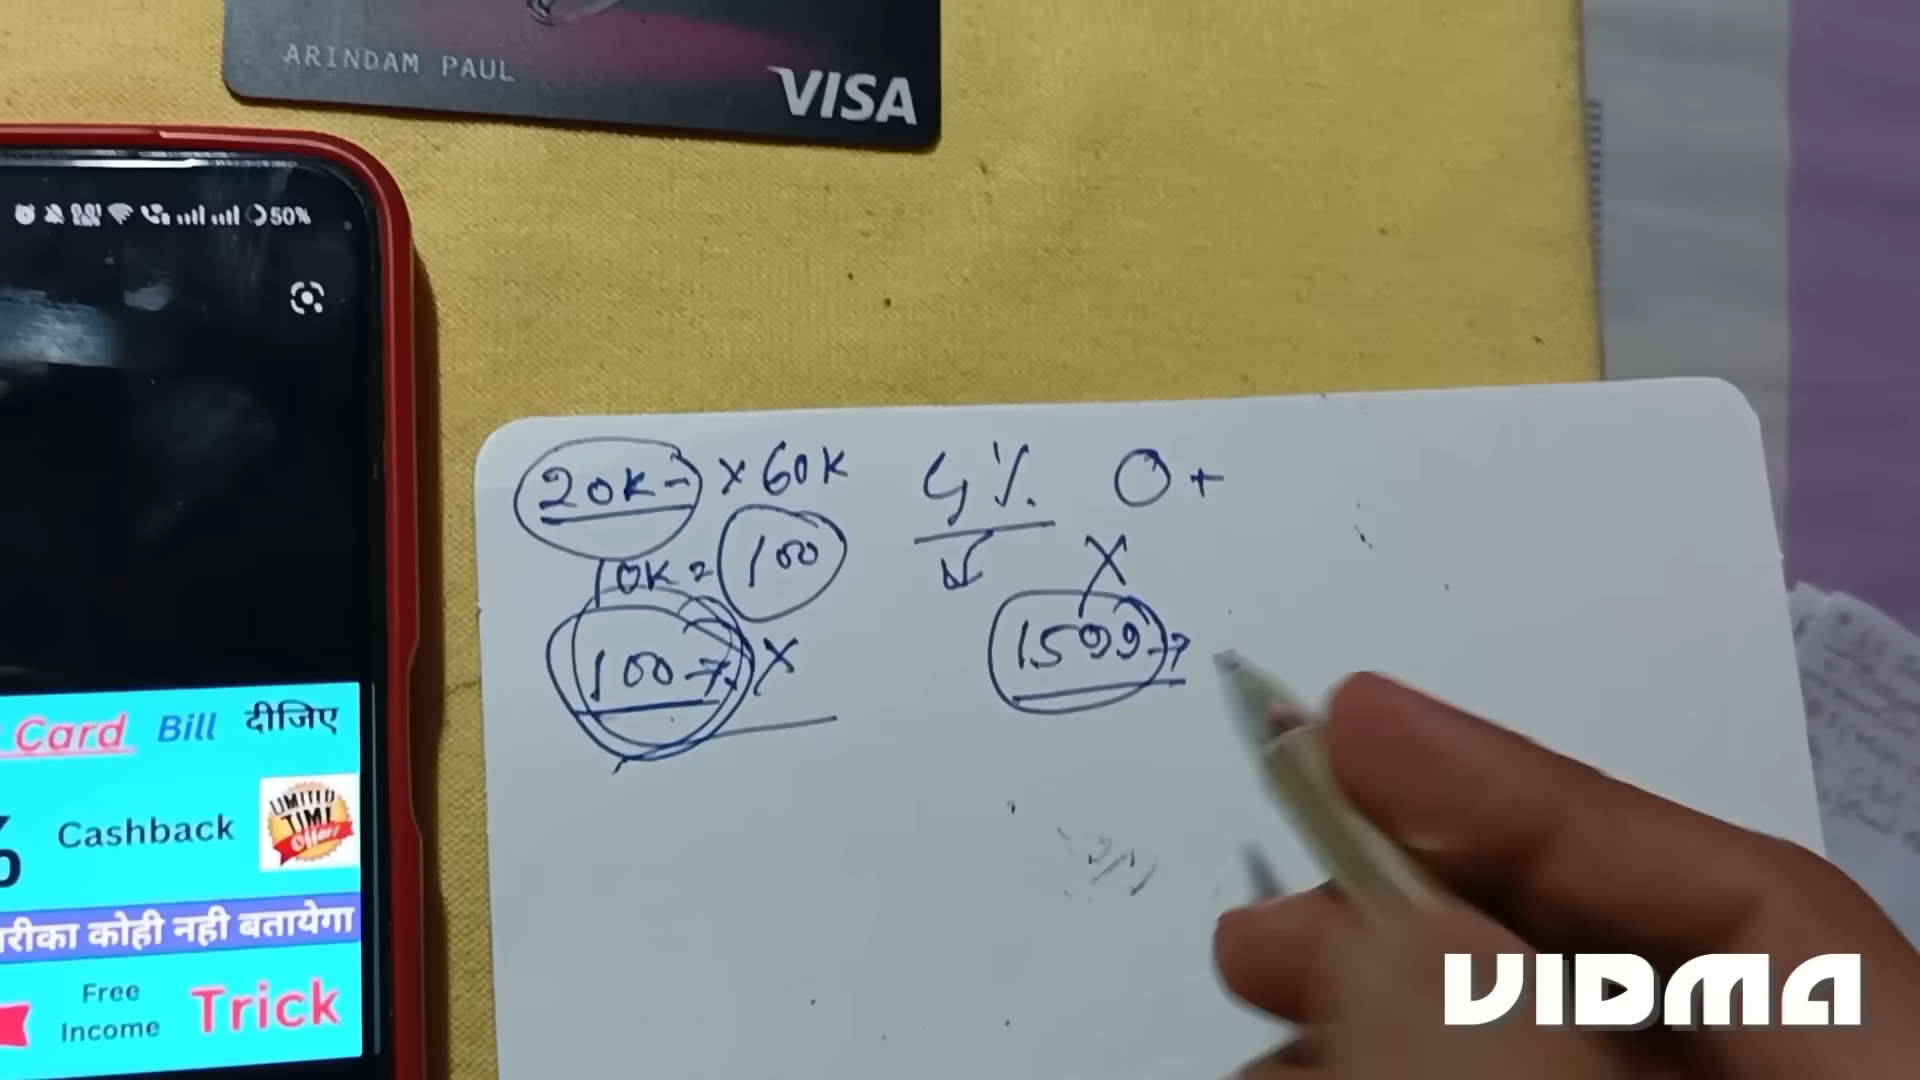 ARINDAM PAUL
VISA
50%
Card Bill दीजिए
Cashback
LIMITED
TIME
Offer
रीका कोही नही बतायेगा
Free
Income
Trick
20K- x 60K 4%. 0+
10K = 100
X
100 X
1599
VIDMA